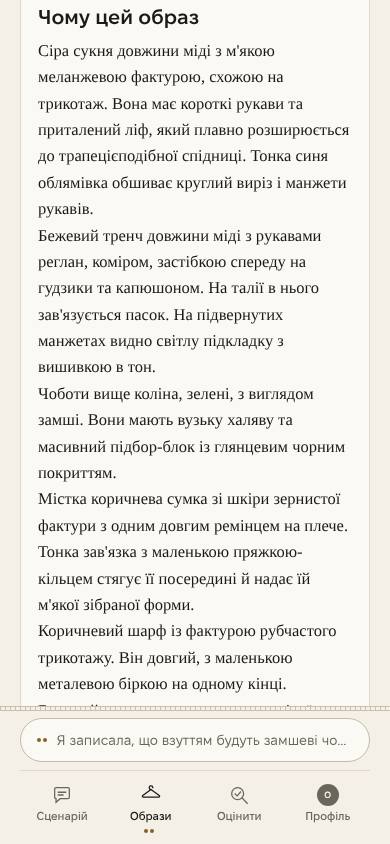 Чому цей образ
Сіра сукня довжини міді з м'якою
меланжевою фактурою, схожою на
трикотаж. Вона має короткі рукави та
приталений ліф, який плавно розширюється
до трапецієподібної спідниці. Тонка синя
облямівка обшиває круглий виріз і манжети
рукавів.
Бежевий тренч довжини міді з рукавами
реглан, коміром, застібкою спереду на
гудзики та капюшоном. На талії в нього
зав'язується пасок. На підвернутих
манжетах видно світлу підкладку з
вишивкою в тон.
Чоботи вище коліна, зелені, з виглядом
замші. Вони мають вузьку халяву та
масивний підбор-блок із глянцевим чорним
покриттям.
Містка коричнева сумка зі шкіри зернистої
фактури з одним довгим ремінцем на плече.
Тонка зав'язка з маленькою пряжкою-
кільцем стягує її посередині й надає їй
м'якої зібраної форми.
Коричневий шарф із фактурою рубчастого
трикотажу. Він довгий, з маленькою
металевою біркою на одному кінці.
Я записала, що взуттям будуть замшеві чо...
Сценарій
Образи
Оцінити
О
Профіль